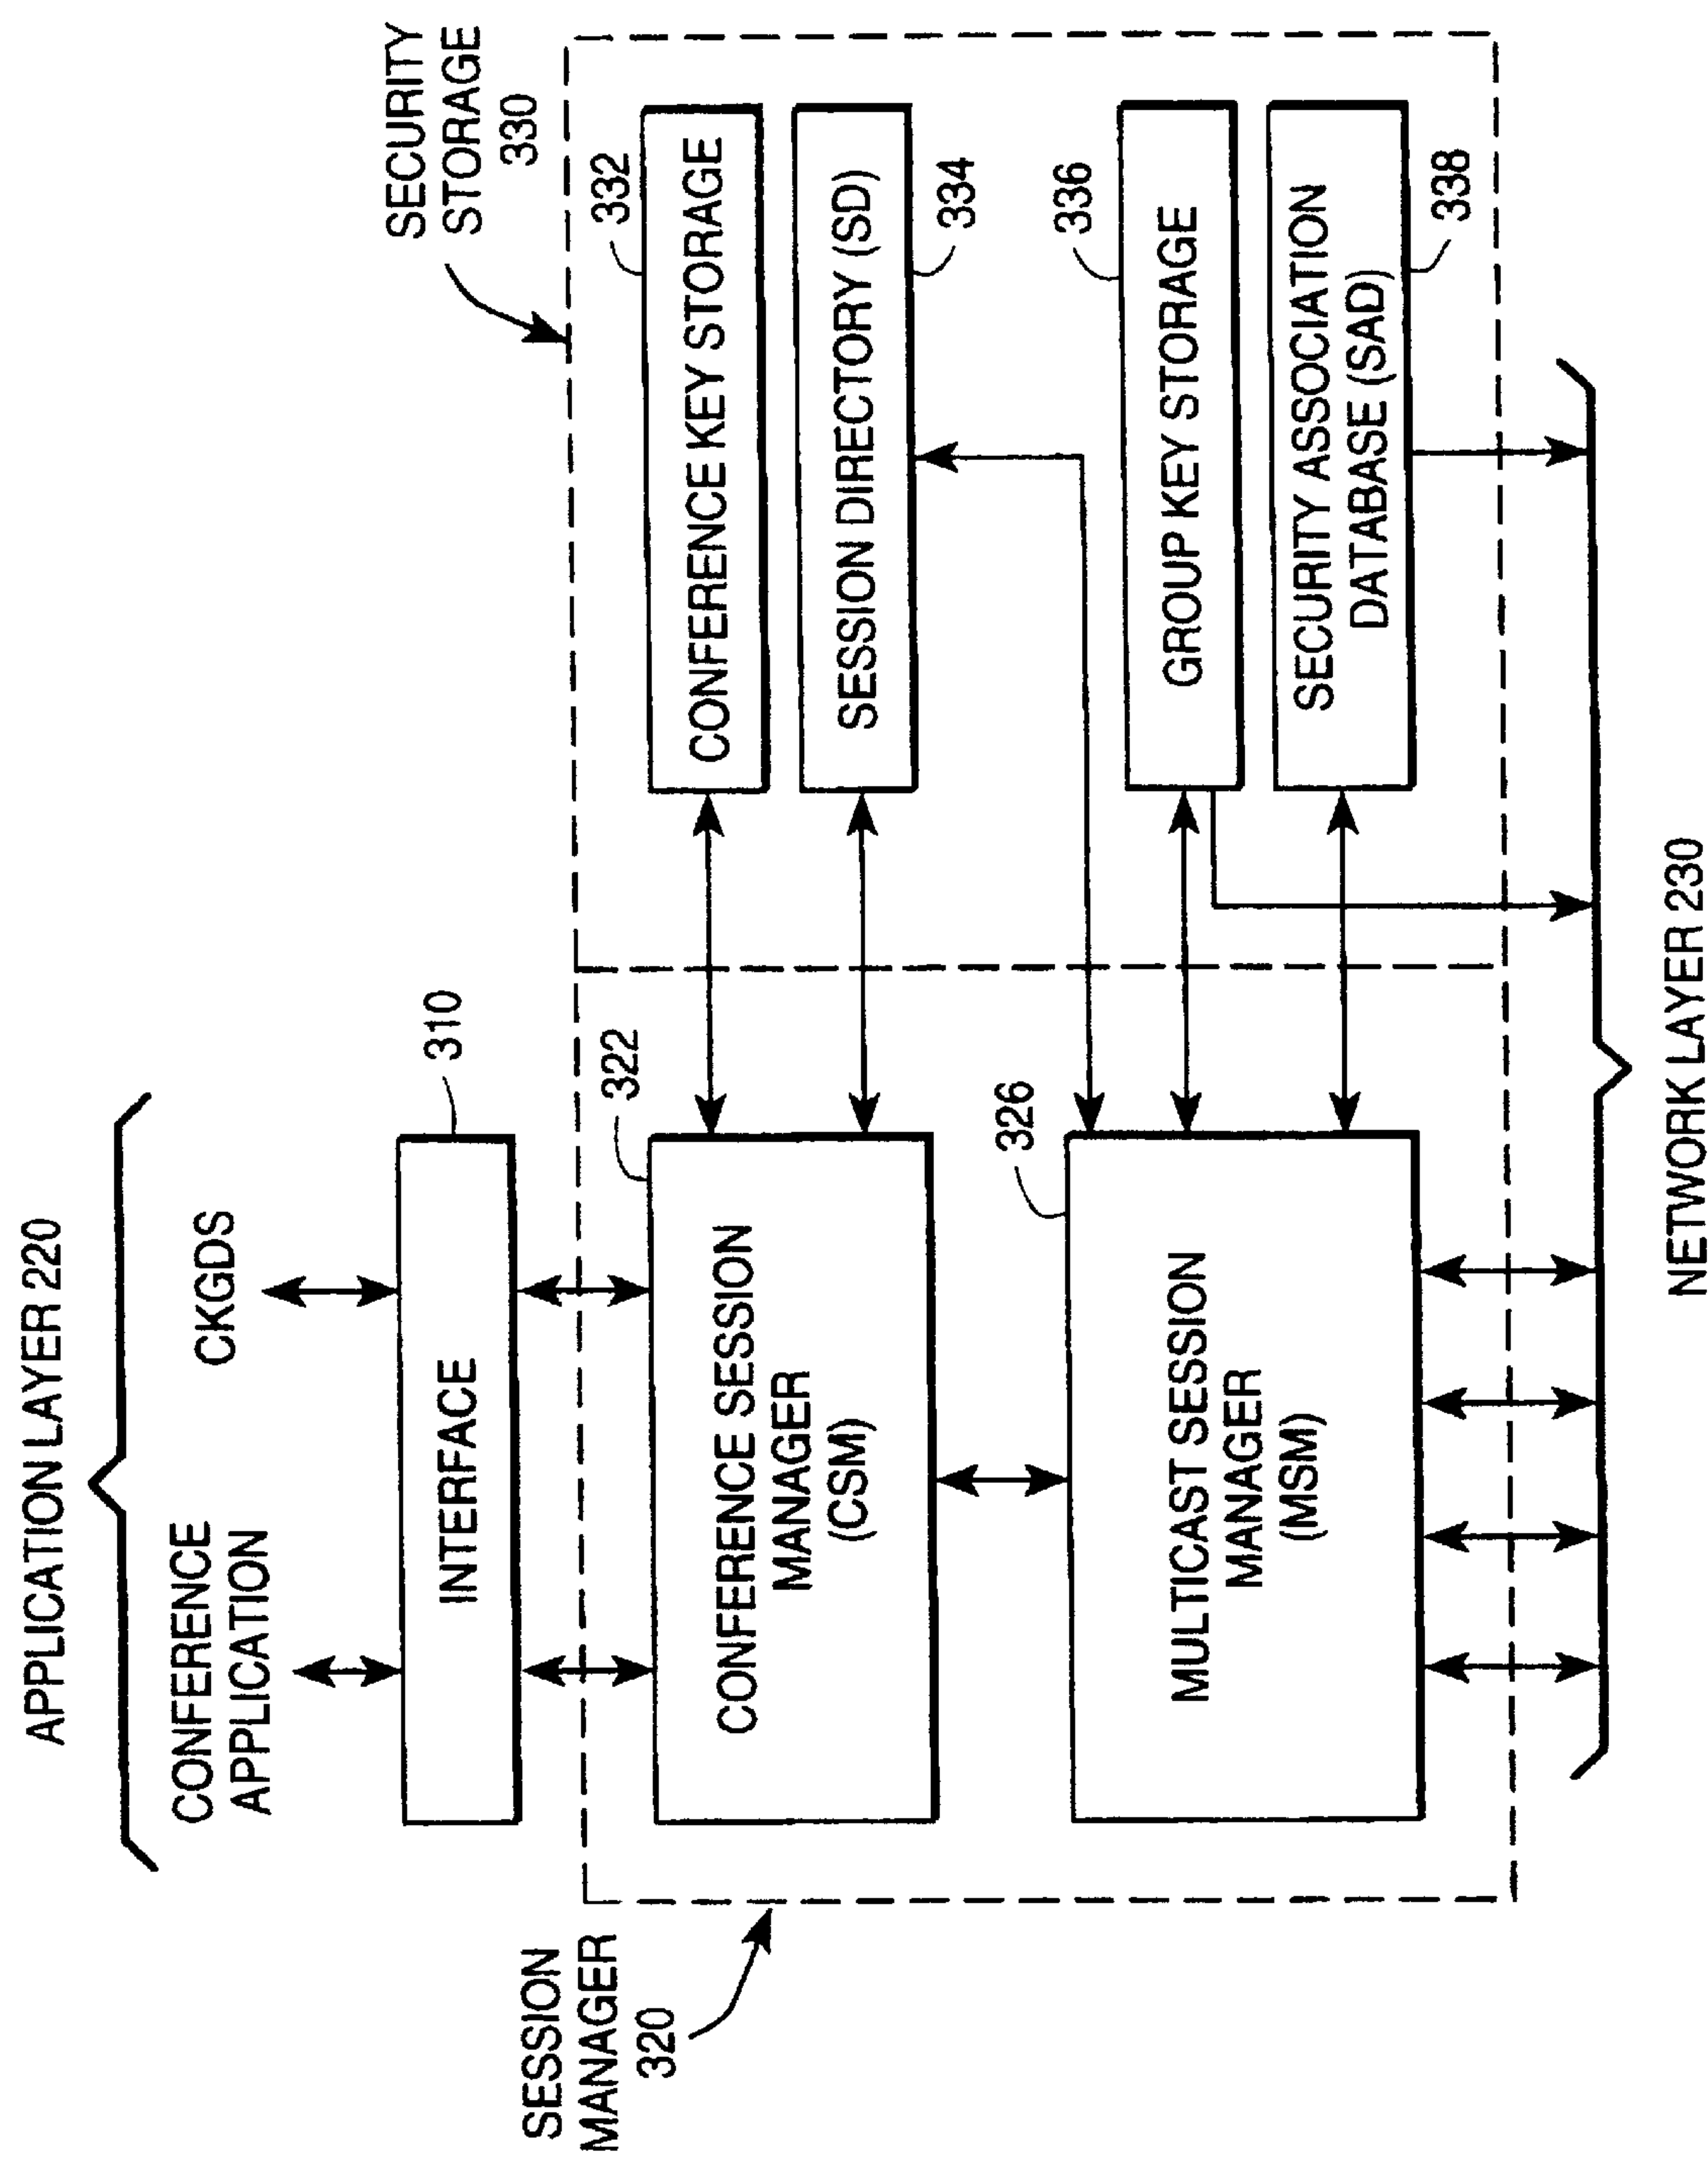 APPLICATION LAYER 220
CONFERENCE
APPLICATION
CKGDS
INTERFACE
310
SECURITY
STORAGE
330
SESSION
MANAGER
320
CONFERENCE SESSION
MANAGER
(CSM)
322
CONFERENCE KEY STORAGE
332
SESSION DIRECTORY (SD)
334
MULTICAST SESSION
MANAGER
(MSM)
326
GROUP KEY STORAGE
336
SECURITY ASSOCIATION
DATABASE (SAD)
338
NETWORK LAYER 230